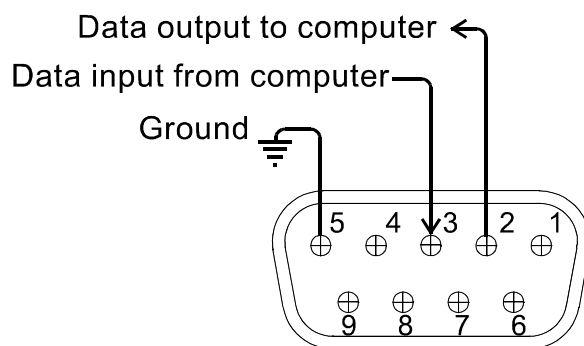 Data output to computer
Data input from computer
Ground
5 4 3 2 1
9 8 7 6